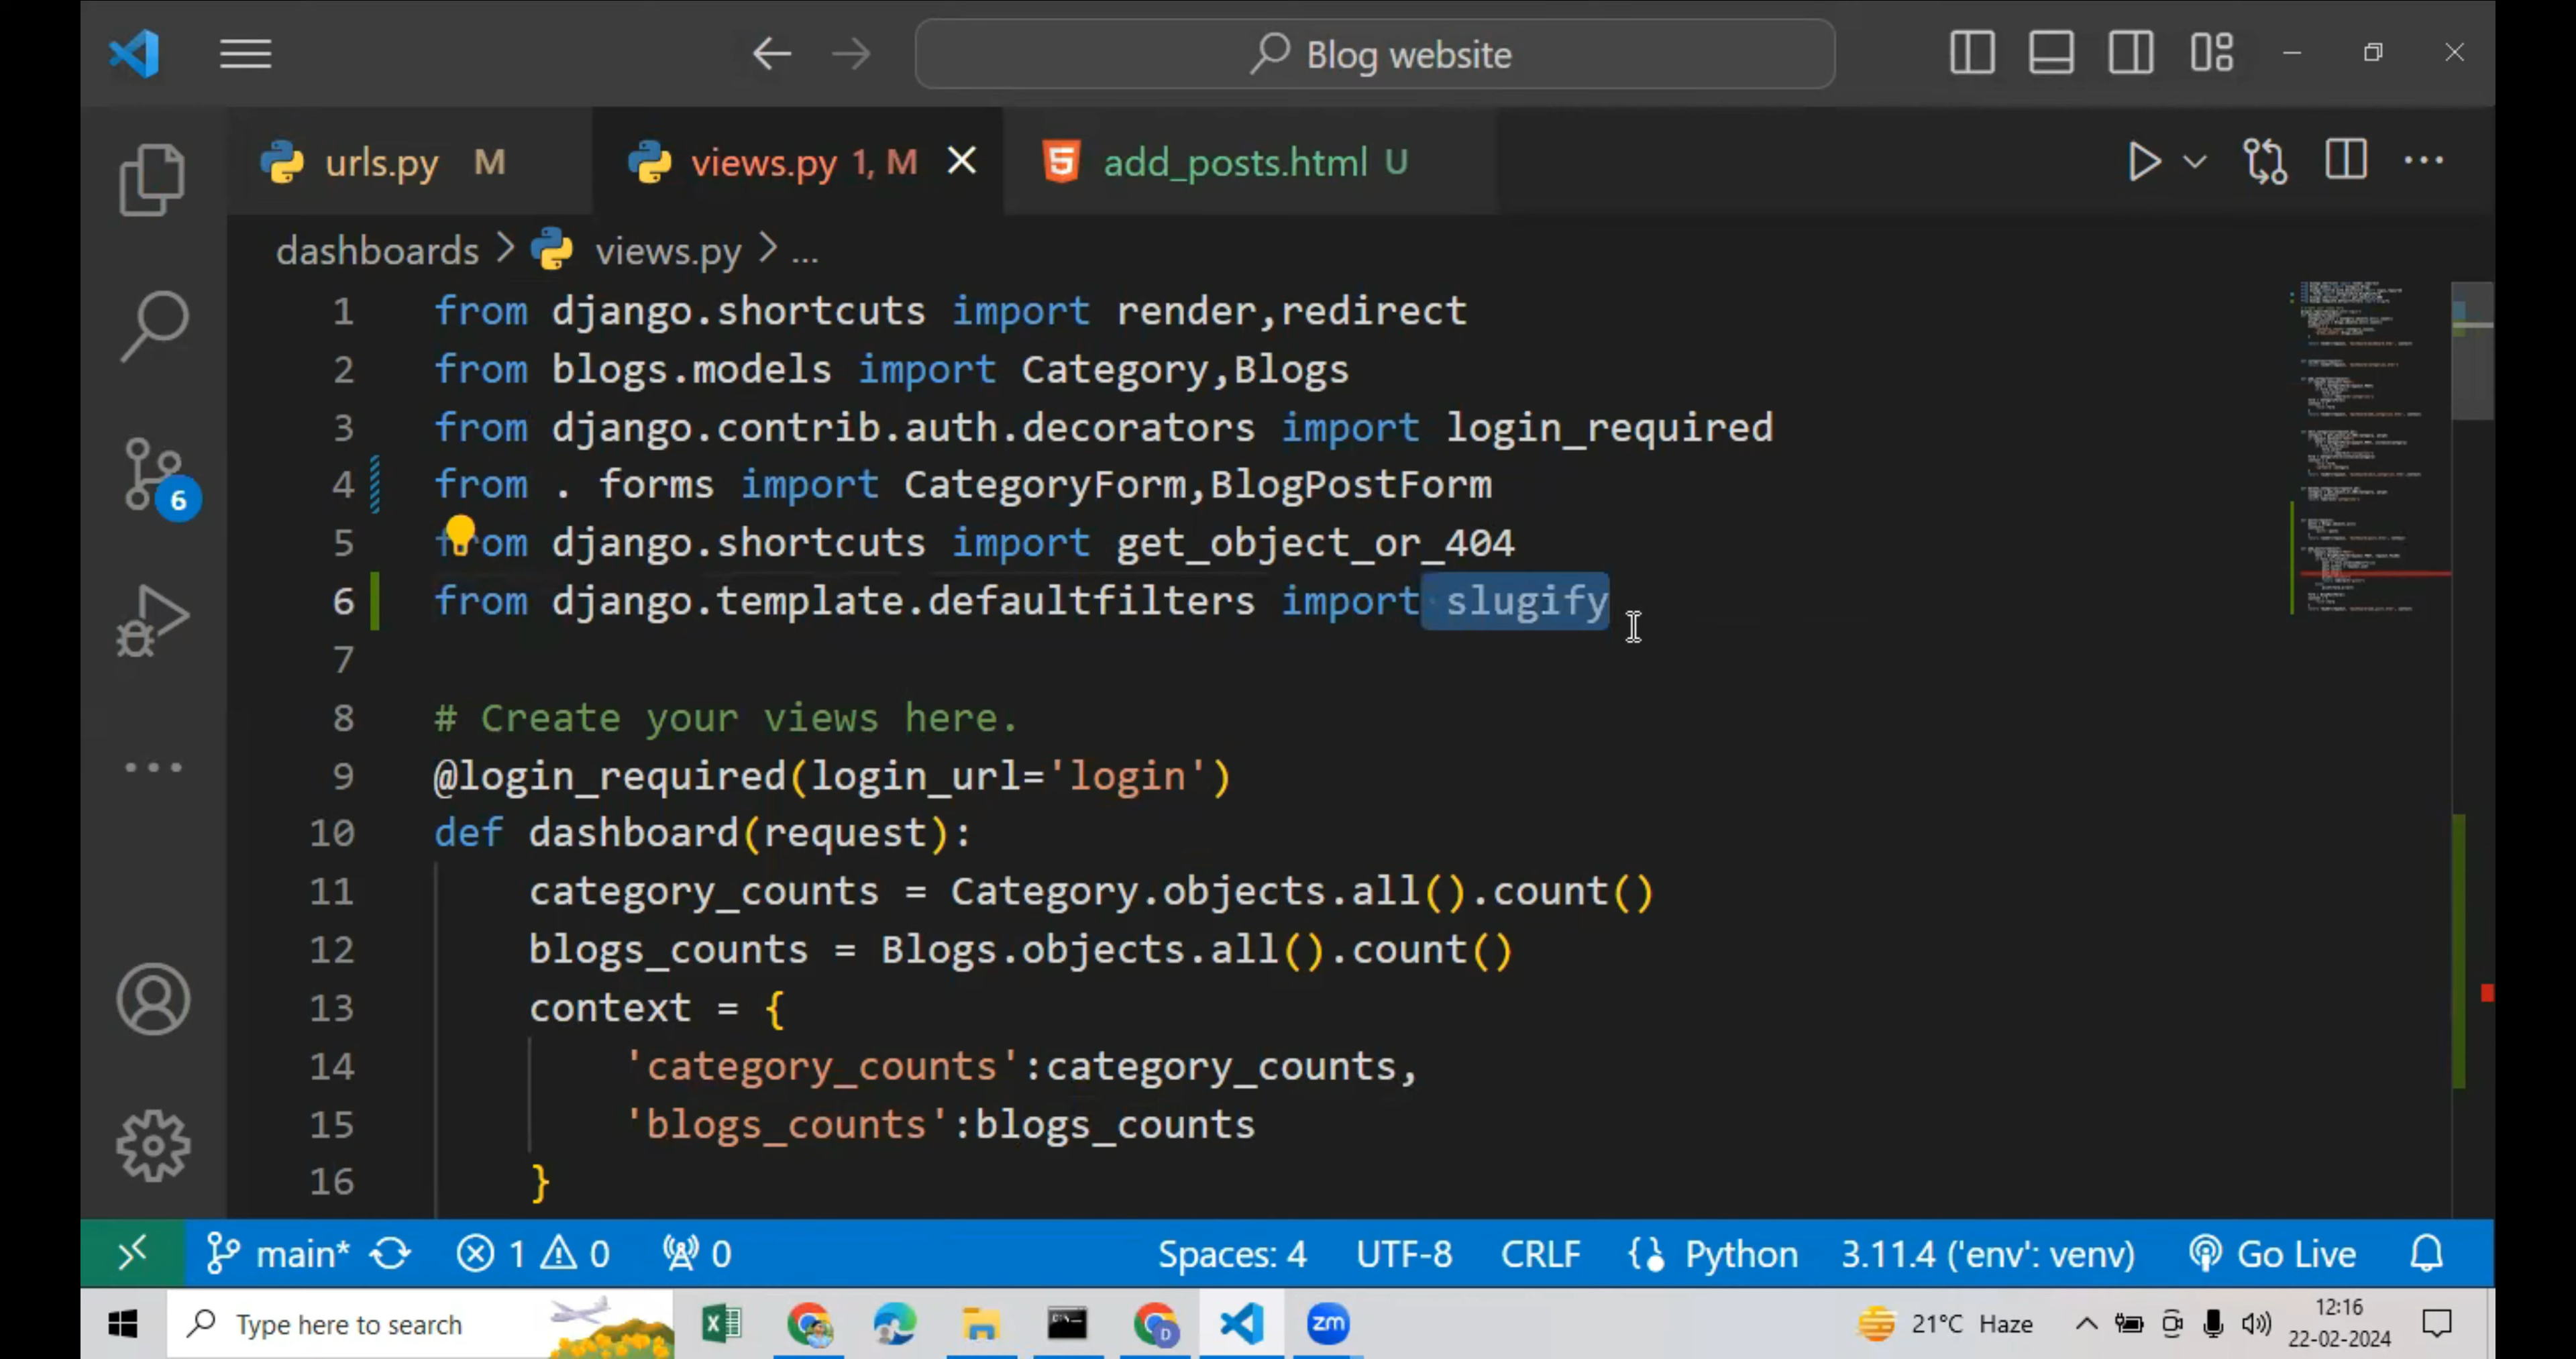 Blog website
urls.py M
views.py 1, M
add_posts.html U
dashboards > views.py > ...
1 from django.shortcuts import render,redirect
2 from blogs.models import Category,Blogs
3 from django.contrib.auth.decorators import login_required
4 from . forms import CategoryForm,BlogPostForm
5 from django.shortcuts import get_object_or_404
6 from django.template.defaultfilters import slugify
7
8 # Create your views here.
9 @login_required(login_url='login')
10 def dashboard(request):
11 category_counts = Category.objects.all().count()
12 blogs_counts = Blogs.objects.all().count()
13 context = {
14 'category_counts':category_counts,
15 'blogs_counts':blogs_counts
16 }
6
main* 1 0 0 Spaces: 4 UTF-8 CRLF Python 3.11.4 ('env': venv) Go Live
Type here to search
D
zm
21°C Haze
12:16
22-02-2024